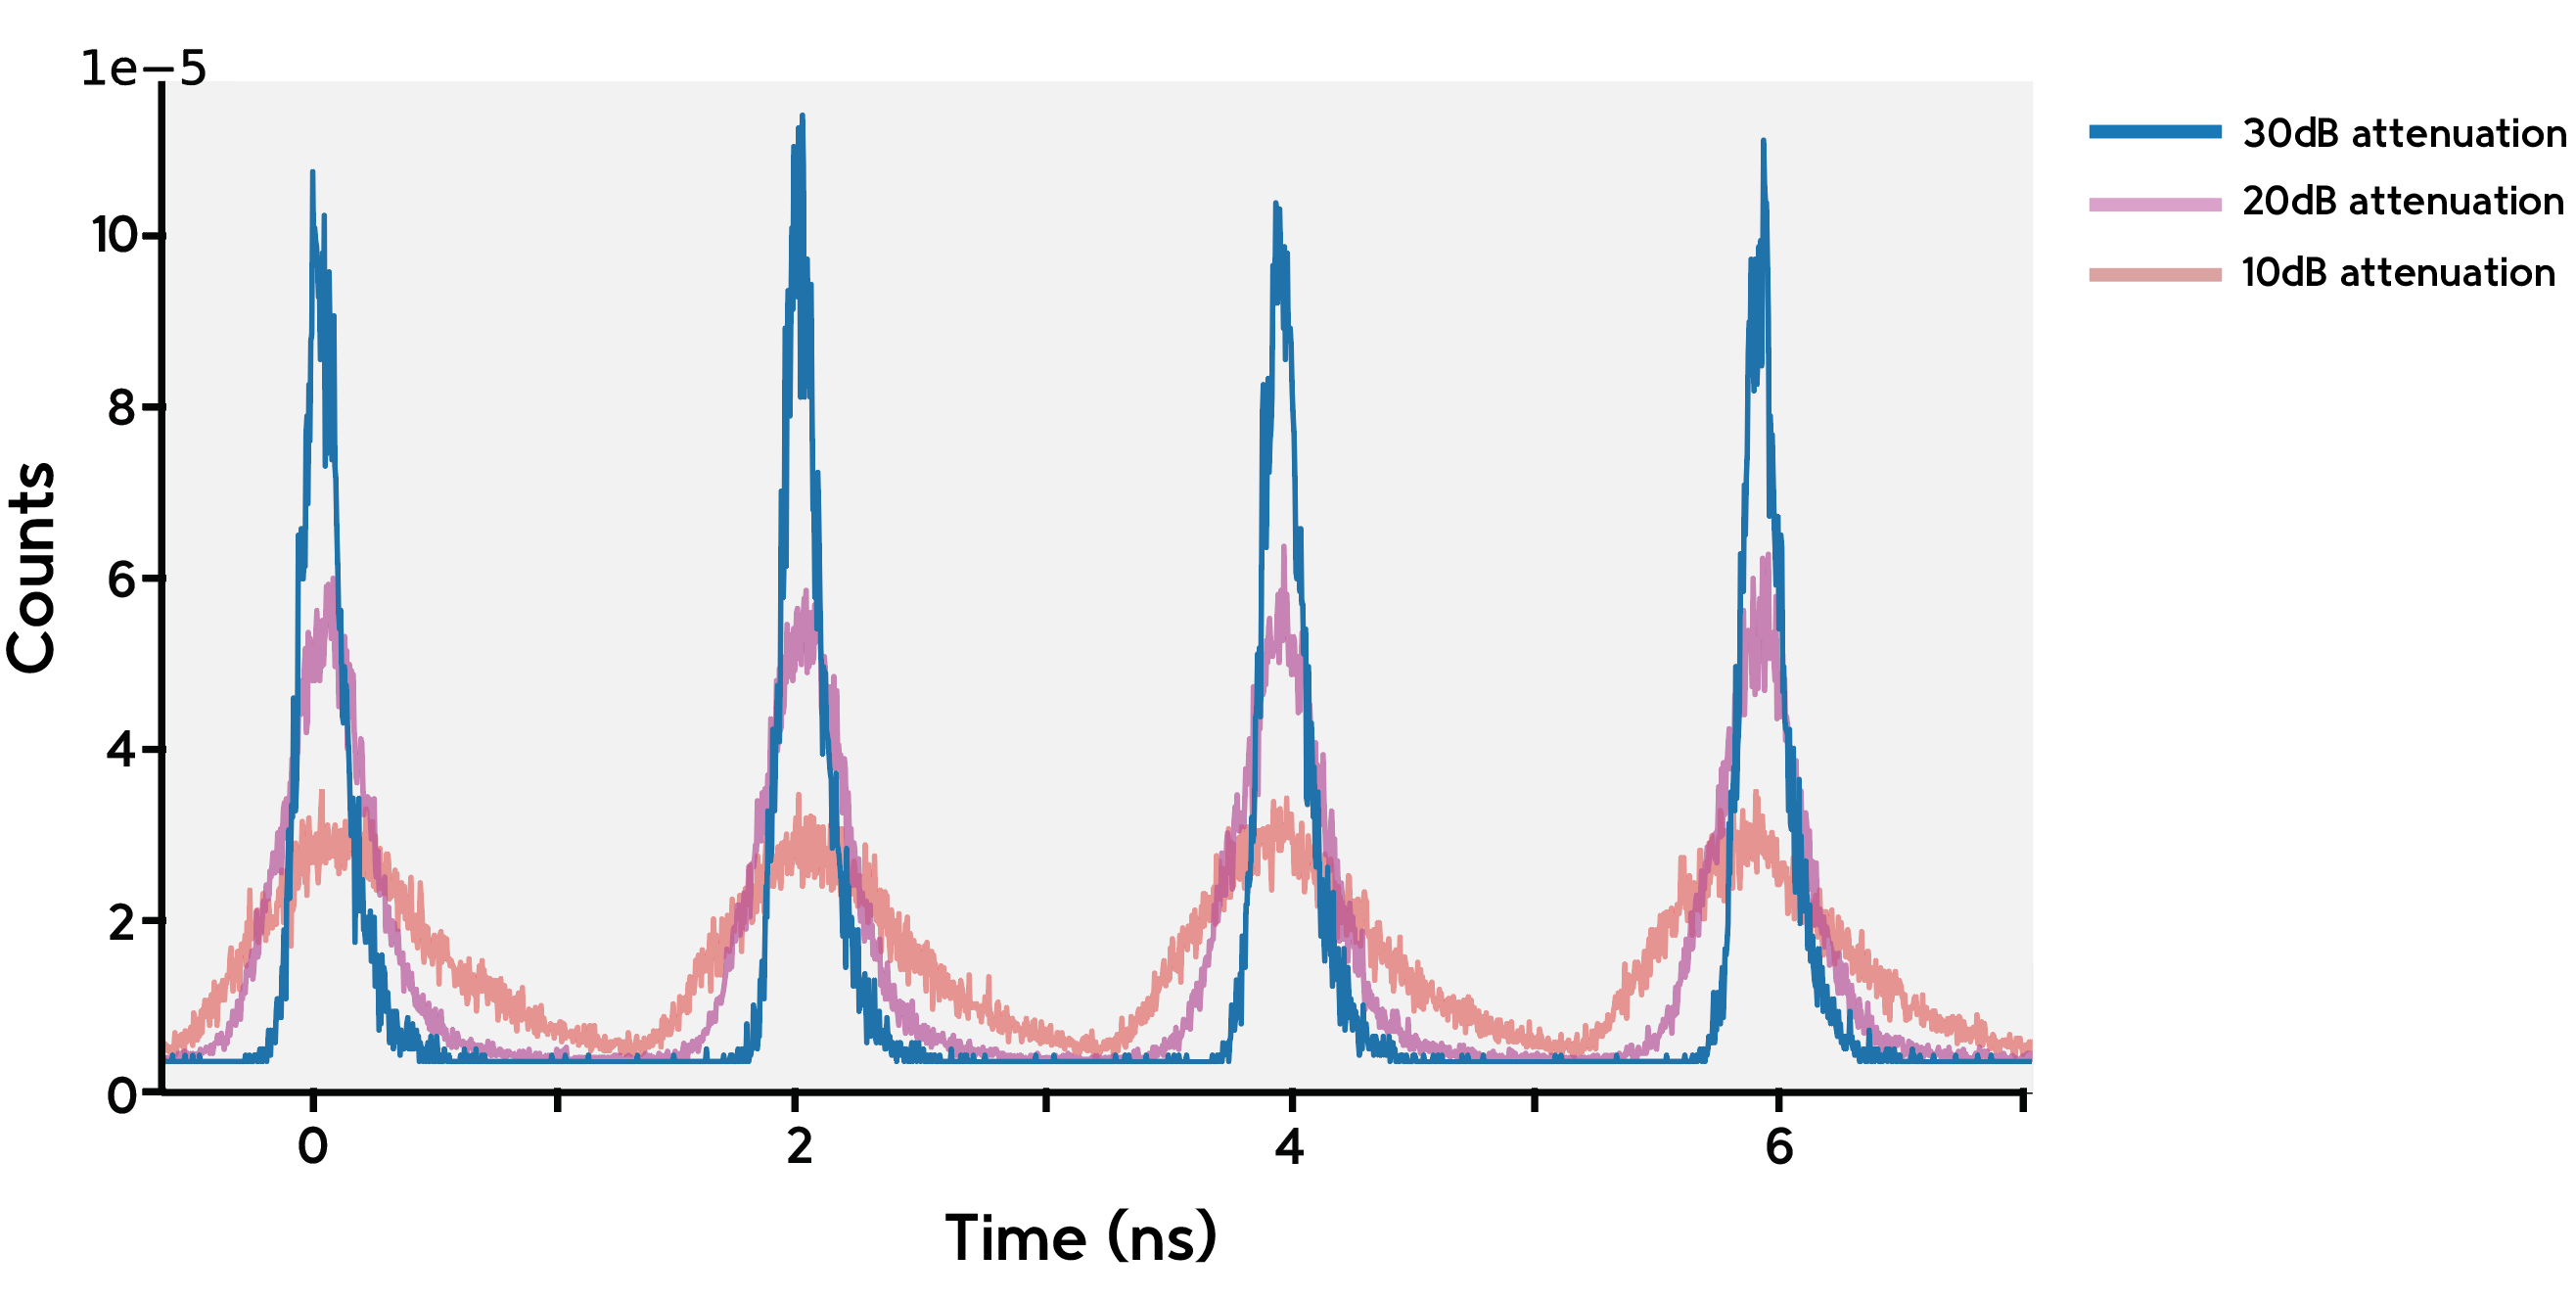 1e−5
10
8
6
4
2
0
Counts
0 2 4 6
Time (ns)
30dB attenuation
20dB attenuation
10dB attenuation